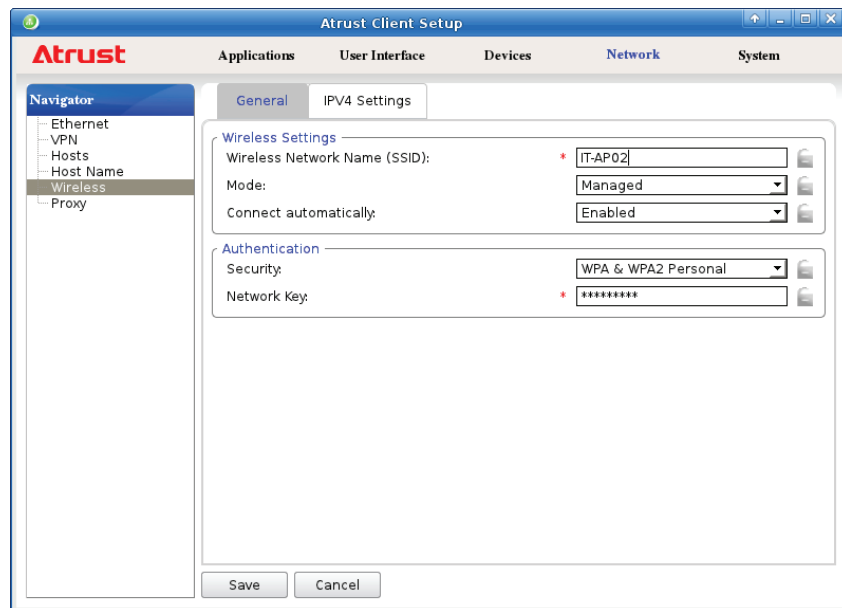 Atrust Client Setup
Atrust
Applications User Interface Devices Network System
Navigator
Ethernet
VPN
Hosts
Host Name
Wireless
Proxy
General IPV4 Settings
Wireless Settings
Wireless Network Name (SSID): * IT-AP02
Mode: Managed
Connect automatically: Enabled
Authentication
Security: WPA & WPA2 Personal
Network Key: * *********
Save Cancel